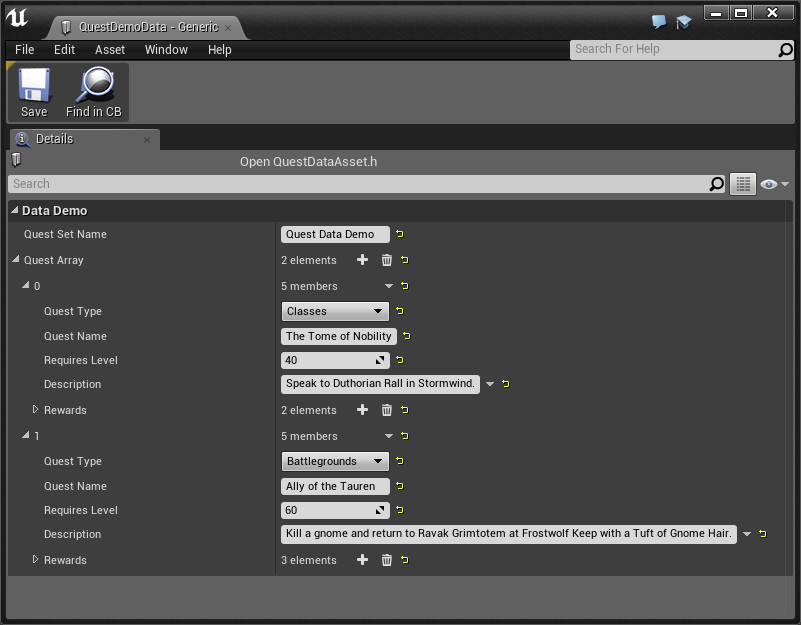 QuestDemoData - Generic
File Edit Asset Window Help Search For Help
Save Find in CB
Details
Open QuestDataAsset.h
Search
Data Demo
Quest Set Name Quest Data Demo
Quest Array 2 elements
0 5 members
Quest Type Classes
Quest Name The Tome of Nobility
Requires Level 40
Description Speak to Duthorian Rall in Stormwind.
Rewards 2 elements
1 5 members
Quest Type Battlegrounds
Quest Name Ally of the Tauren
Requires Level 60
Description Kill a gnome and return to Ravak Grimtotem at Frostwolf Keep with a Tuft of Gnome Hair.
Rewards 3 elements